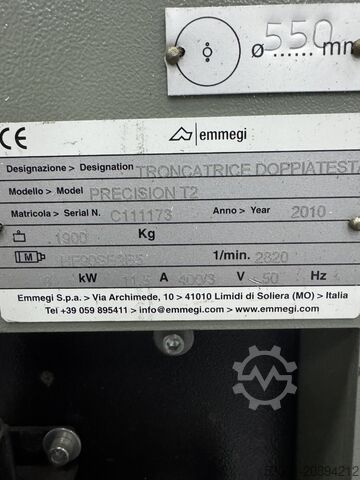 ø 550 mm
CE emmegi
Designazione > Designation TRONCATRICE DOPPIATESTA
Modello > Model PRECISION T2
Matricola > Serial N. C111173 Anno > Year 2010
1900 Kg
M 1/min. 2820
kW A 400/3 V 50 Hz
Emmegi S.p.a. > Via Archimede, 10 > 41010 Limidi di Soliera (MO) > Italia
Tel +39 059 895411 > info@emmegi.com > www.emmegi.com